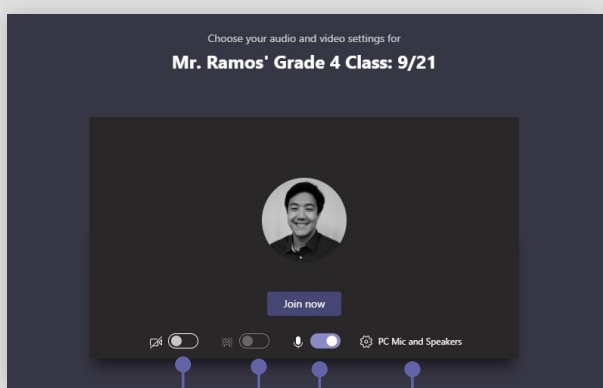 Choose your audio and video settings for
Mr. Ramos' Grade 4 Class: 9/21
Join now
PC Mic and Speakers